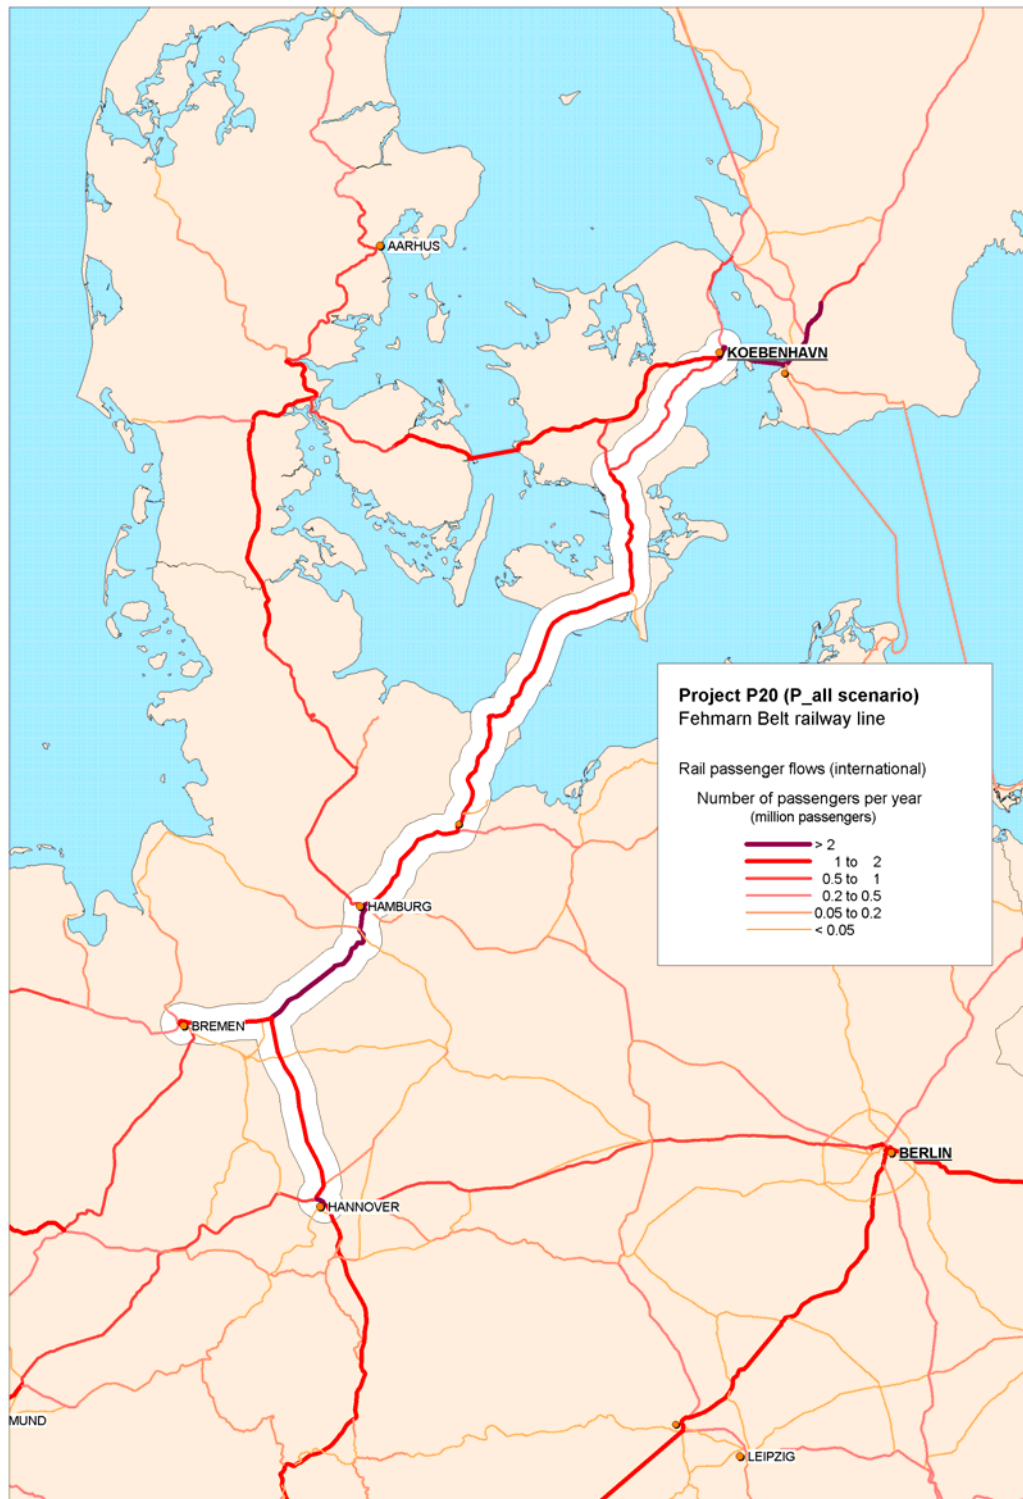 AARHUS
KOEBENHAVN
Project P20 (P_all scenario)
Fehmarn Belt railway line
Rail passenger flows (international)
Number of passengers per year
(million passengers)
> 2
1 to 2
0.5 to 1
0.2 to 0.5
0.05 to 0.2
< 0.05
HAMBURG
BREMEN
BERLIN
HANNOVER
MUND
LEIPZIG